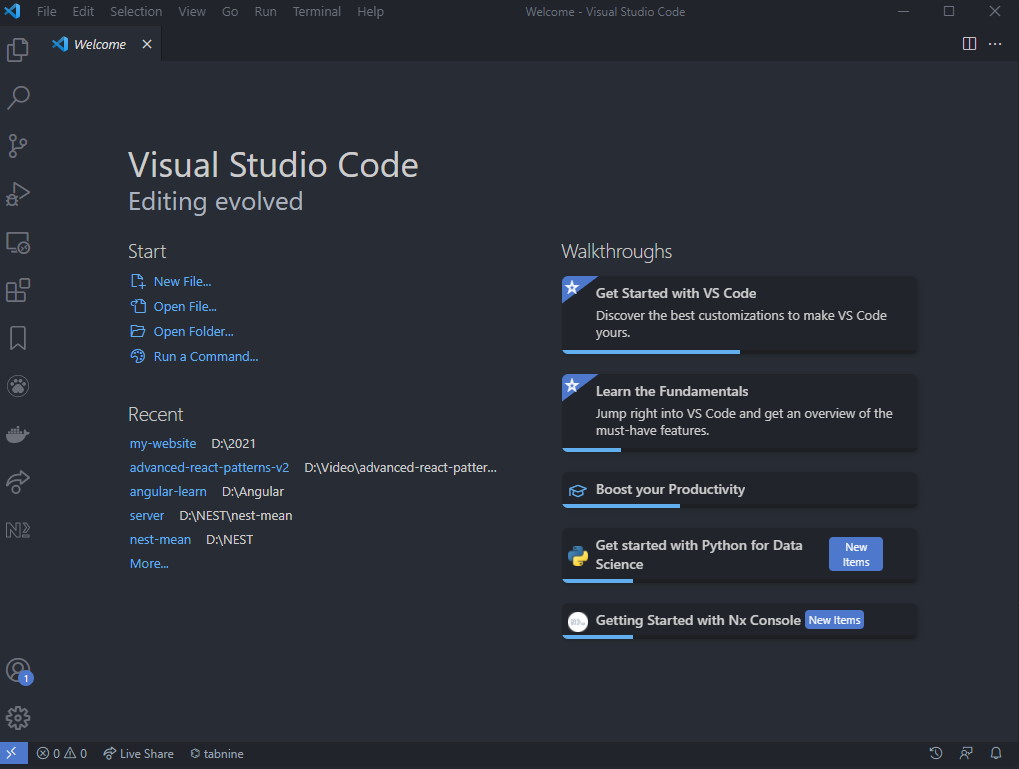 File Edit Selection View Go Run Terminal Help Welcome - Visual Studio Code
Welcome
Visual Studio Code
Editing evolved
Start
New File...
Open File...
Open Folder...
Run a Command...
Recent
my-website D:\2021
advanced-react-patterns-v2 D:\Video\advanced-react-patter...
angular-learn D:\Angular
server D:\NEST\nest-mean
nest-mean D:\NEST
More...
Walkthroughs
Get Started with VS Code
Discover the best customizations to make VS Code
yours.
Learn the Fundamentals
Jump right into VS Code and get an overview of the
must-have features.
Boost your Productivity
Get started with Python for Data
Science
New
Items
Getting Started with Nx Console New Items
1
0 0 Live Share tabnine